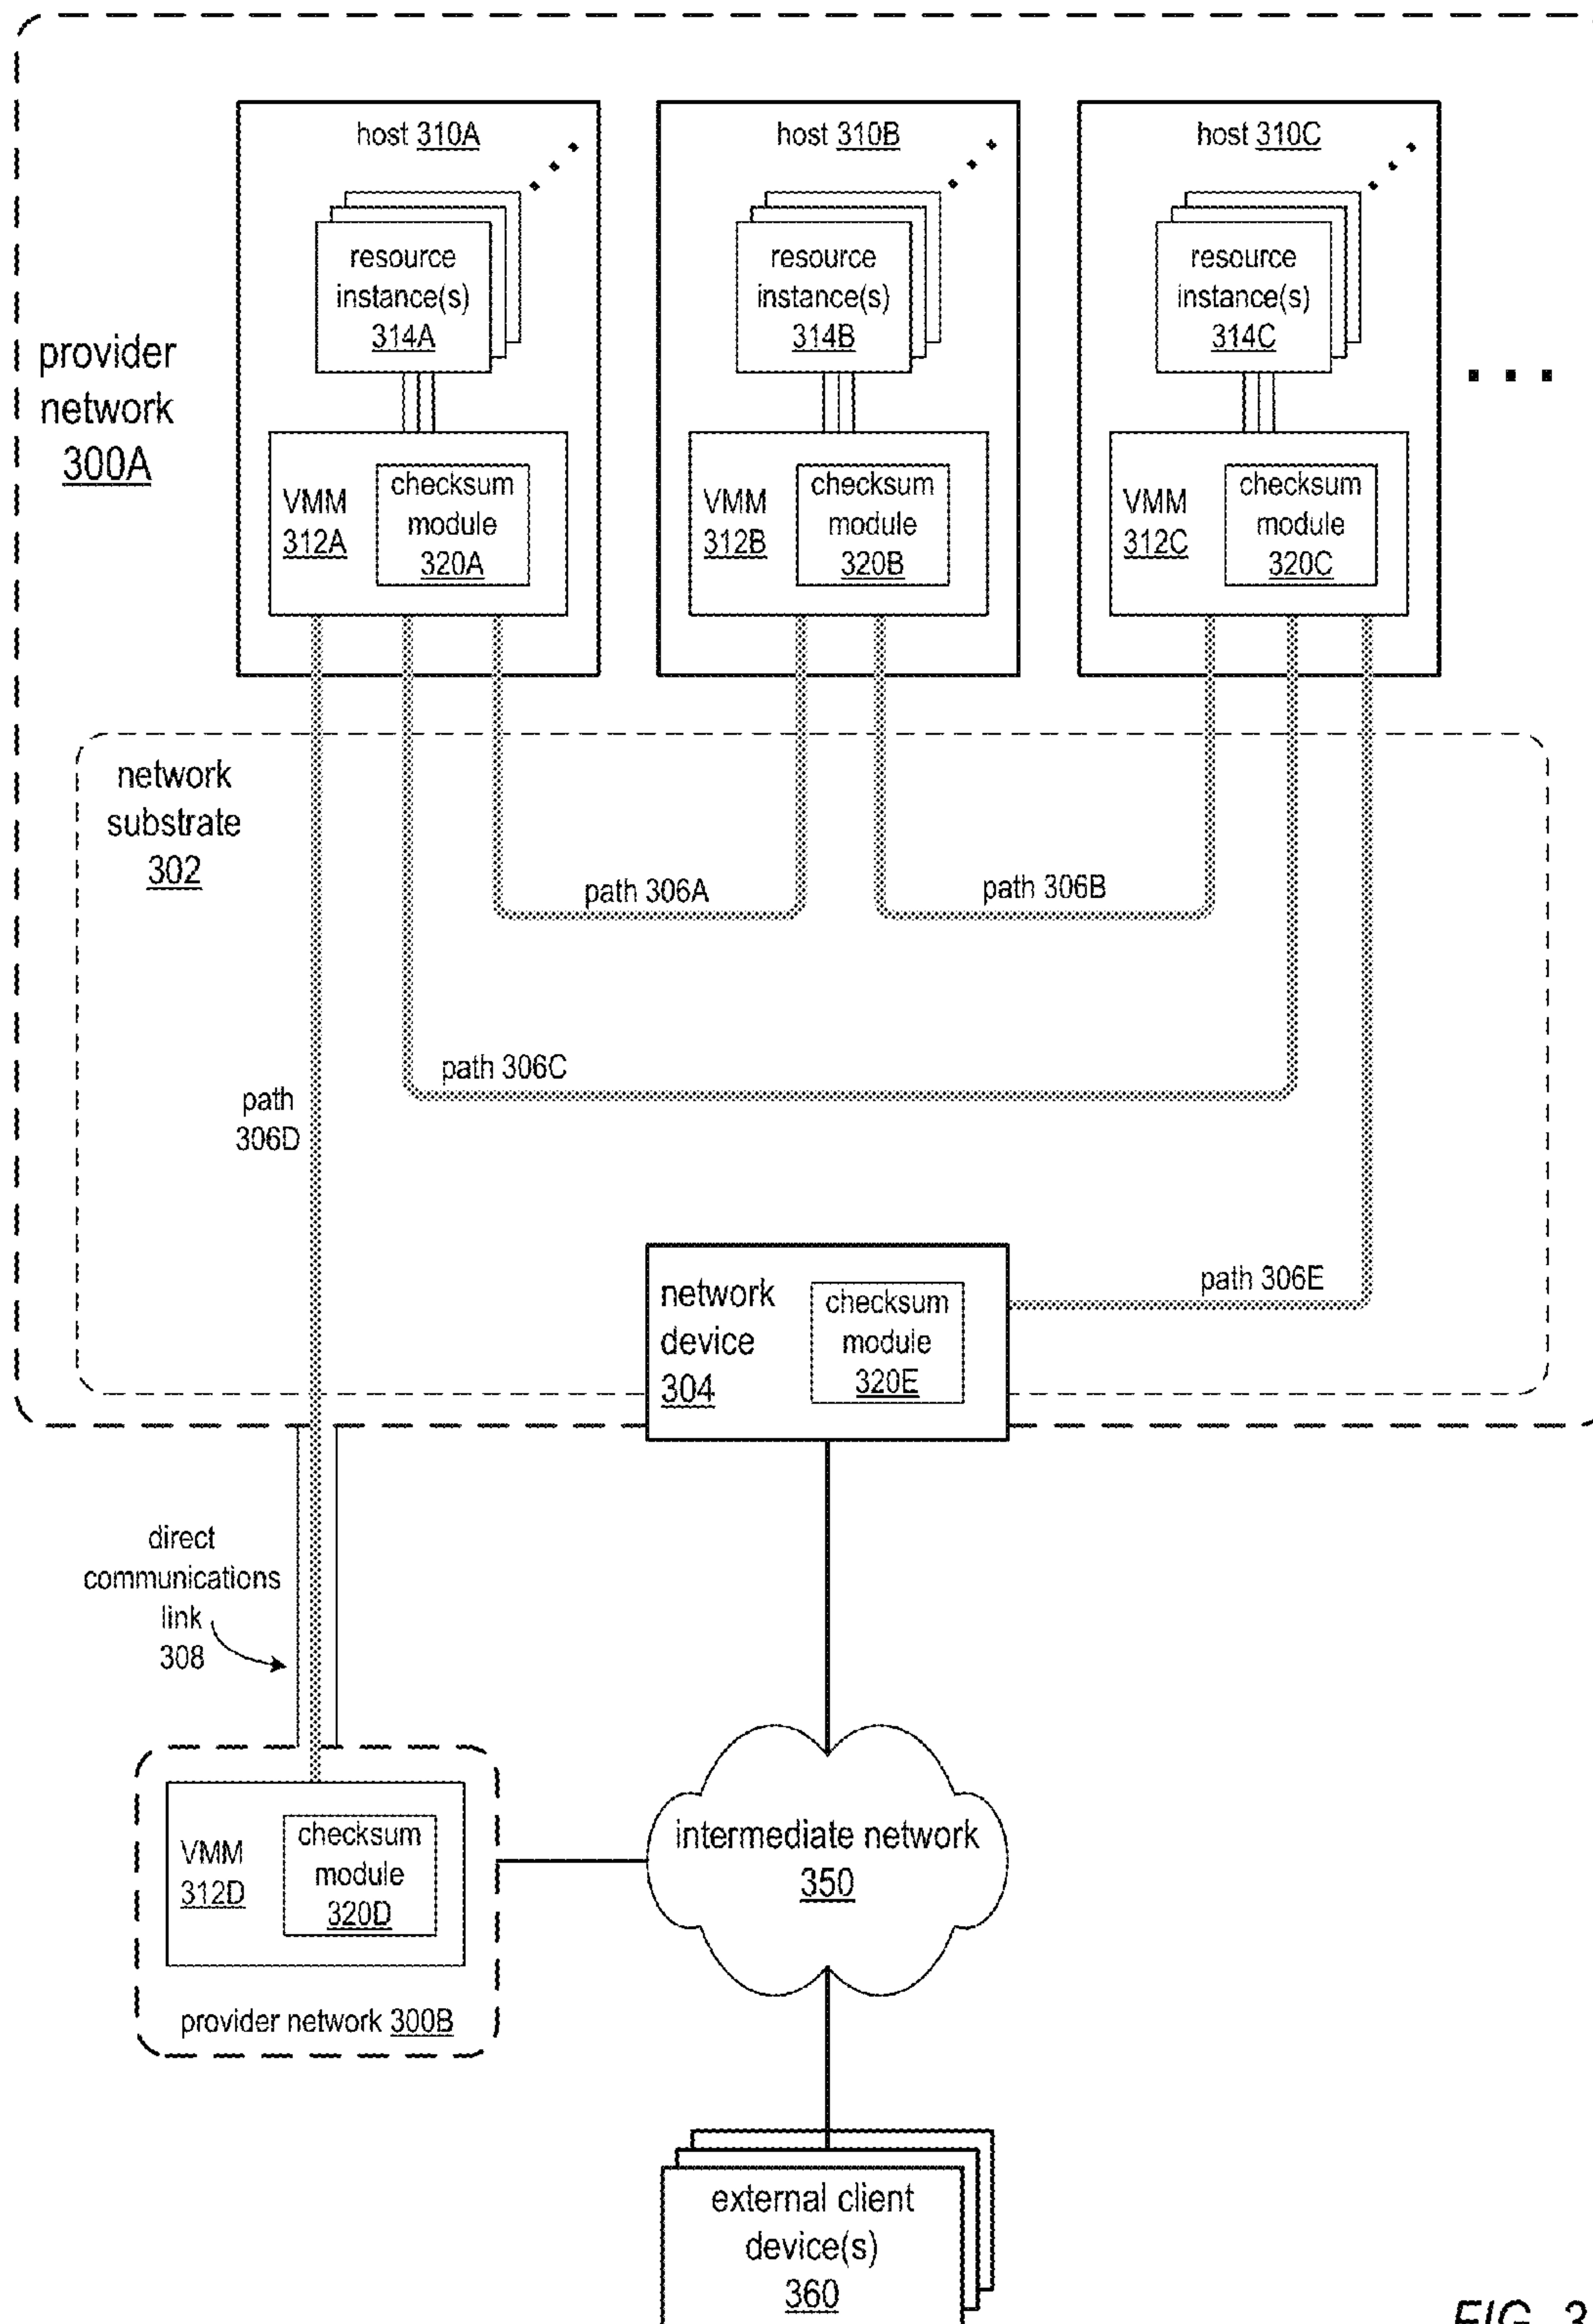 host 310A
host 310B
host 310C
resource
instance(s)
314A
resource
instance(s)
314B
resource
instance(s)
314C
provider
network
300A
VMM
312A
checksum
module
320A
VMM
312B
checksum
module
320B
VMM
312C
checksum
module
320C
network
substrate
302
path 306A
path 306B
path 306C
path
306D
path 306E
network
device
304
checksum
module
320E
direct
communications
link
308
VMM
312D
checksum
module
320D
provider network 300B
intermediate network
350
external client
device(s)
360
FIG. 3